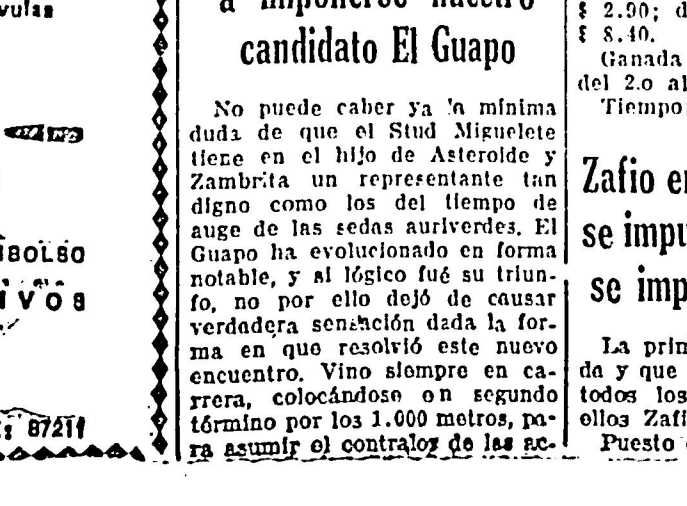 vulas
BOLSO
IVOS
: 87211
a imponerse nuestro
candidato El Guapo
No puede caber ya la mínima
duda de que el Stud Miguelete
tiene en el hijo de Asteroide y
Zambrita un representante tan
digno como los del tiempo de
auge de las sedas auriverdes. El
Guapo ha evolucionado en forma
notable, y si lógico fué su triun-
fo, no por ello dejó de causar
verdadera sensación dada la for-
ma en que resolvió este nuevo
encuentro. Vino siempre en ca-
rrera, colocándose en segundo
término por los 1.000 metros, pa-
ra asumir el contralor de las ac-
$ 2.90; d
$ 8.40.
Ganada
del 2.o al
Tiempo
Zafio e
se impu
se imp
La prim
da y que
todos los
ellos Zafi
Puesto